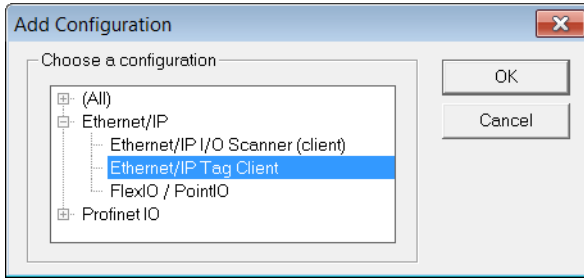 Add Configuration
Choose a configuration
(All)
Ethernet/IP
Ethernet/IP I/O Scanner (client)
Ethernet/IP Tag Client
FlexIO / PointIO
Profinet IO
OK
Cancel